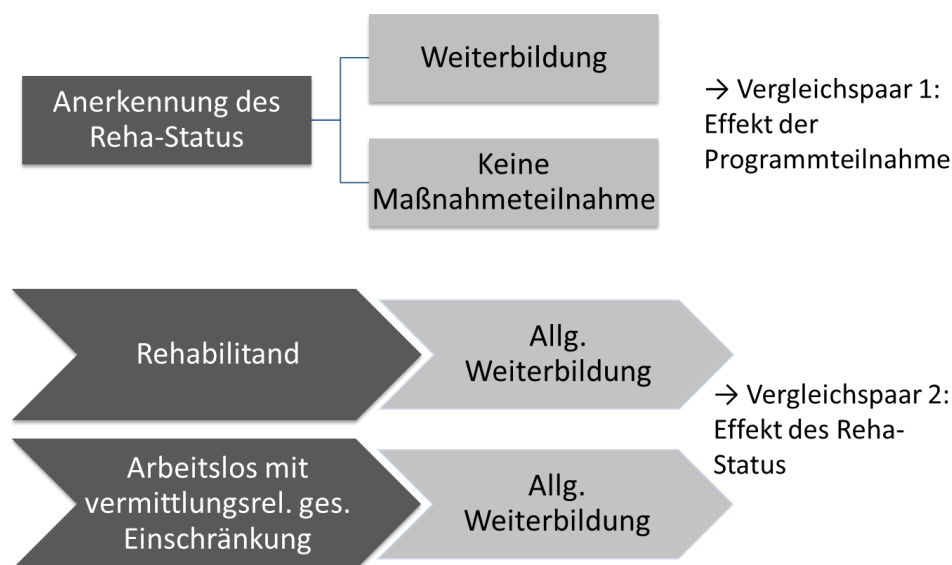 Anerkennung des
Reha-Status
Weiterbildung
Keine
Maßnahmeteilnahme
→ Vergleichspaar 1:
Effekt der
Programmteilnahme
Rehabilitand
Allg.
Weiterbildung
Arbeitslos mit
vermittlungsrel. ges.
Einschränkung
Allg.
Weiterbildung
→ Vergleichspaar 2:
Effekt des Reha-
Status